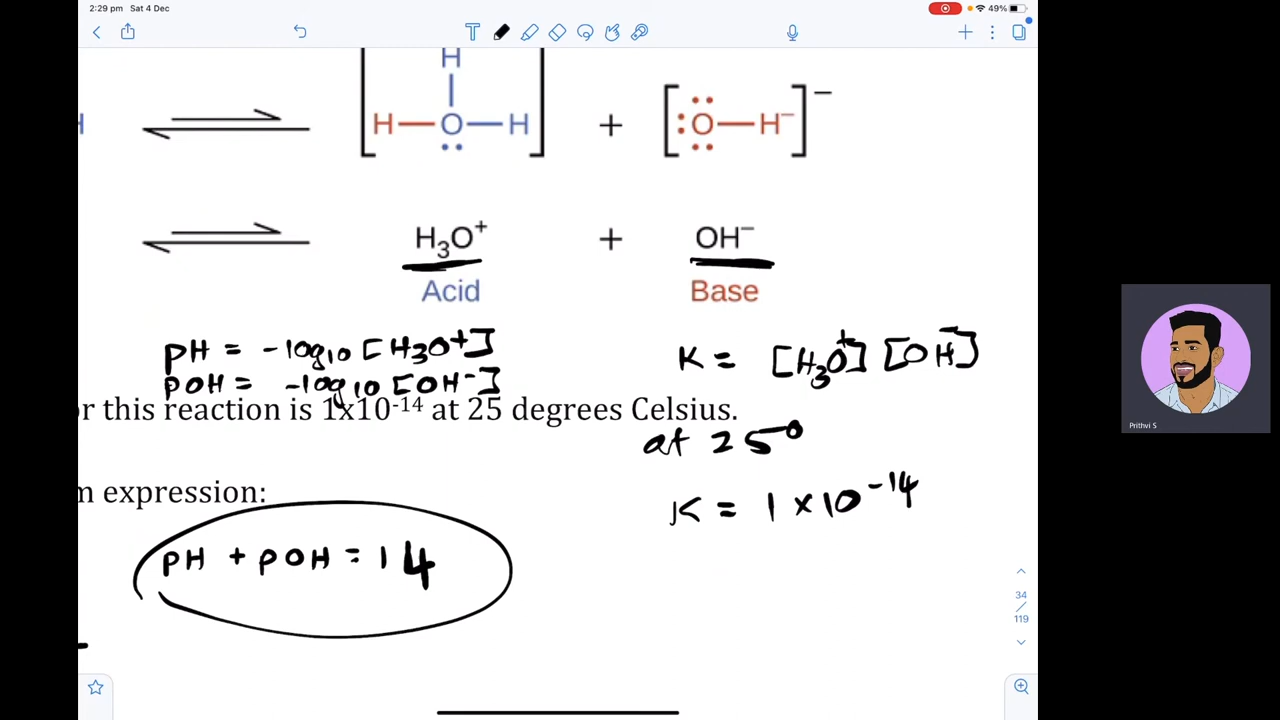 2:29 pm Sat 4 Dec
49%
H
H H—O—H + [:O—H⁻]⁻
H₃O⁺ + OH⁻
Acid Base
pH = -log₁₀ [H₃O⁺]
pOH = -log₁₀ [OH⁻]
K = [H₃O⁺] [OH⁻]
or this reaction is 1x10⁻¹⁴ at 25 degrees Celsius.
at 25°
m expression:
K = 1 × 10⁻¹⁴
pH + pOH = 14
34
/
119
Prithvi S